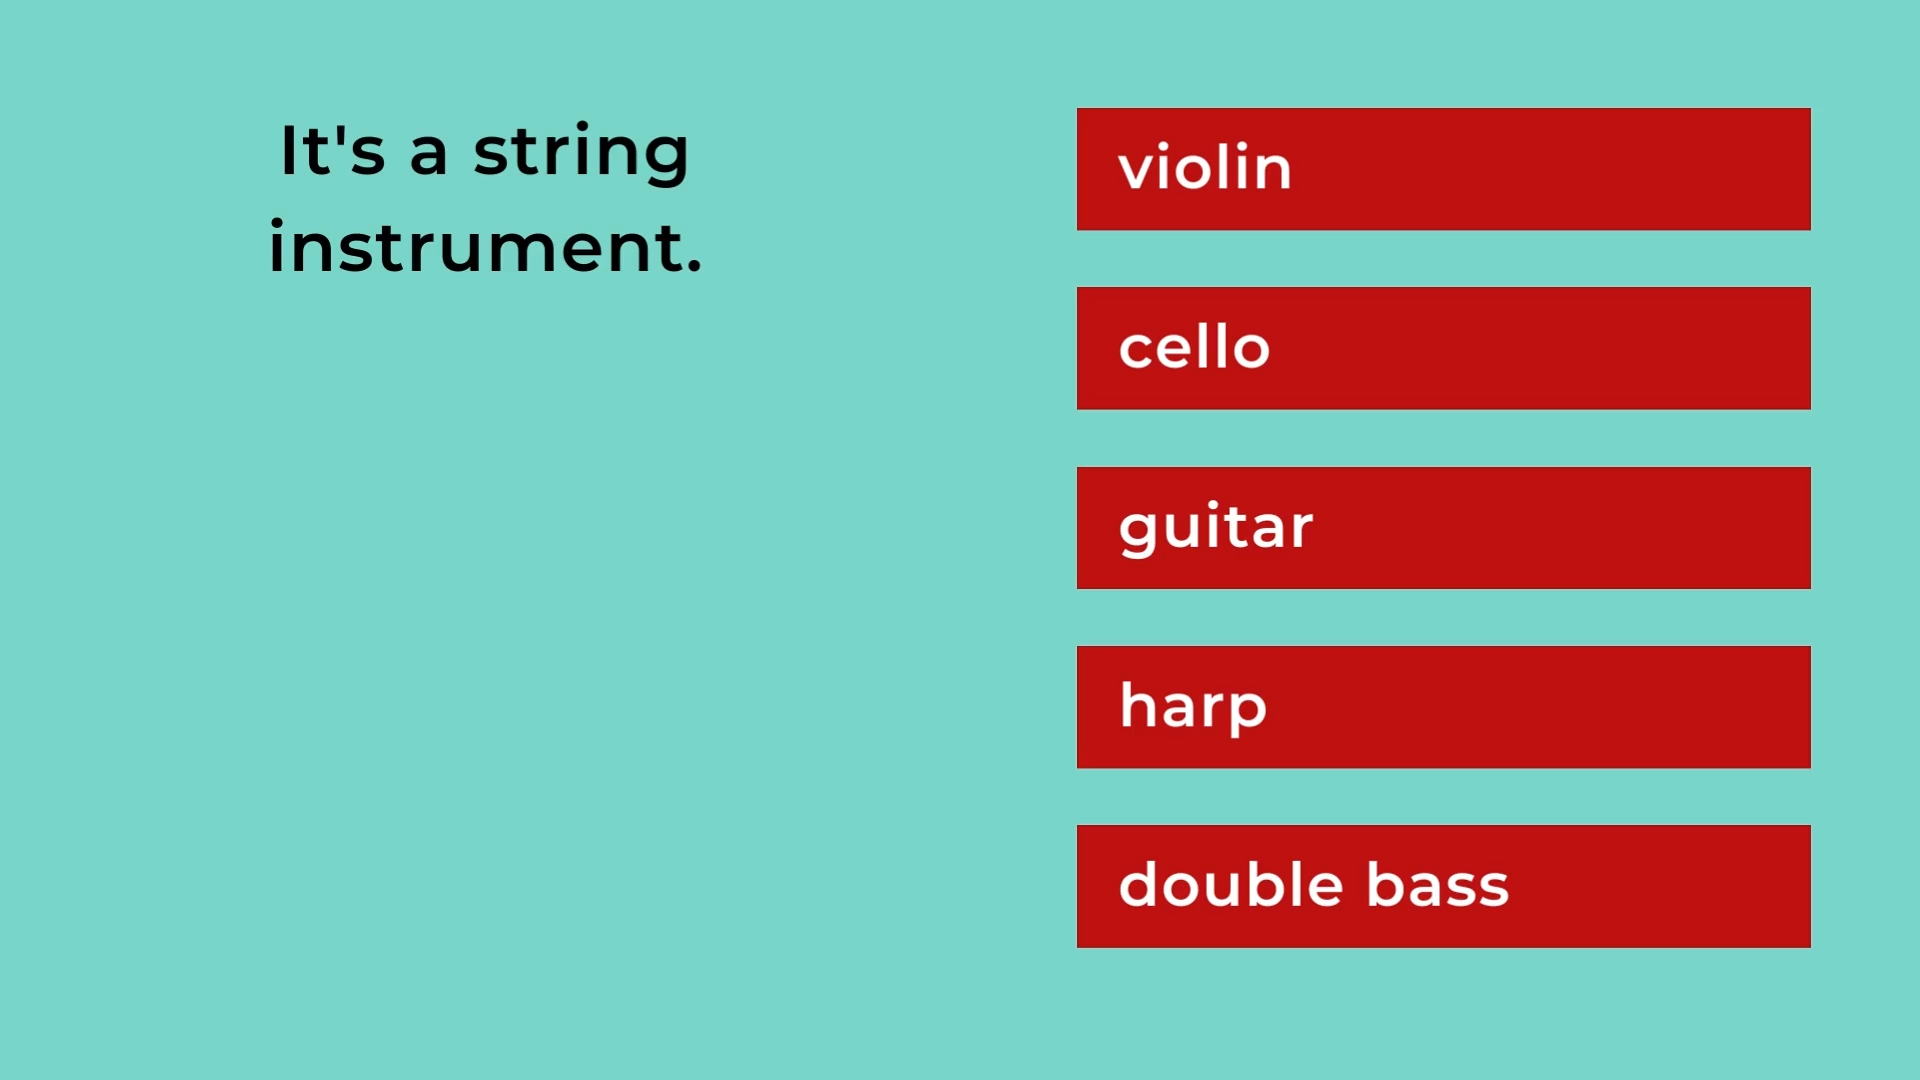 It's a string
instrument.
violin
cello
guitar
harp
double bass